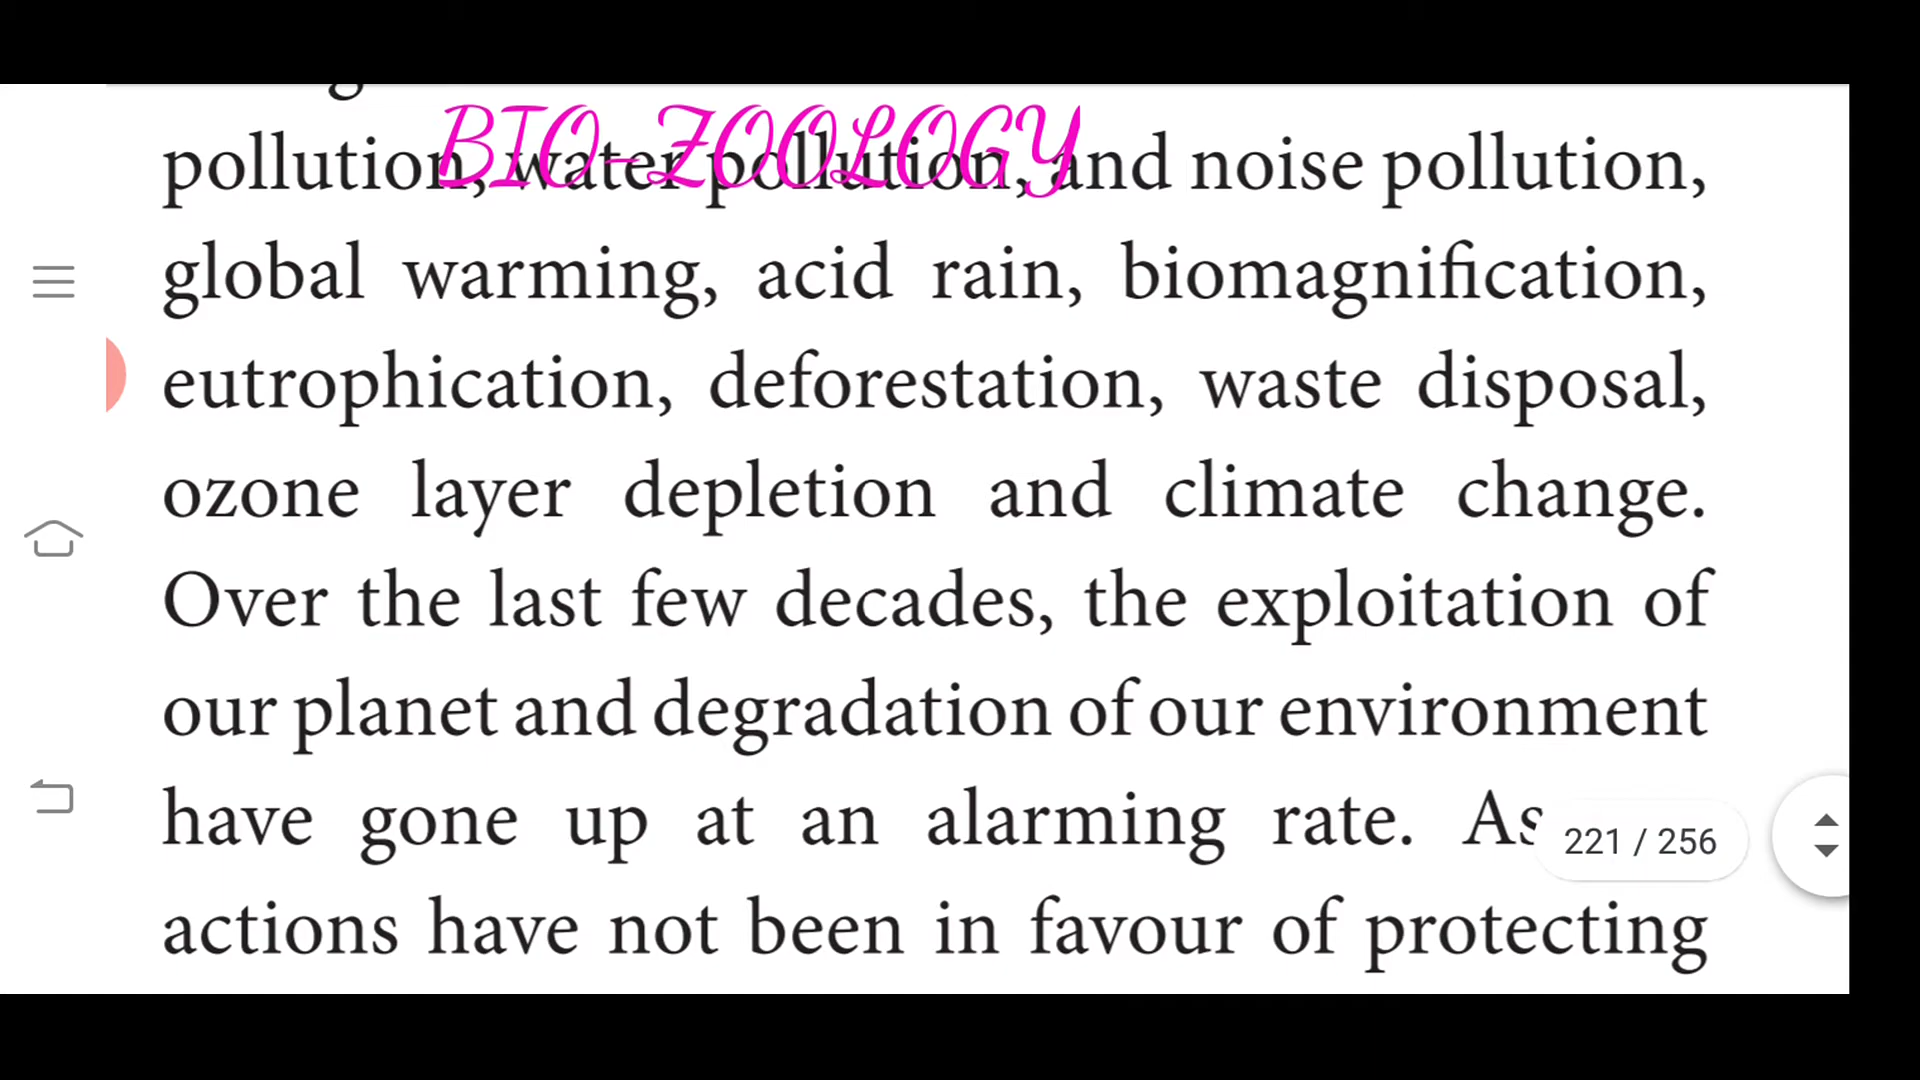 BIO-ZOOLOGY
pollution, water pollution, and noise pollution,
global warming, acid rain, biomagnification,
eutrophication, deforestation, waste disposal,
ozone layer depletion and climate change.
Over the last few decades, the exploitation of
our planet and degradation of our environment
have gone up at an alarming rate. As
221 / 256
actions have not been in favour of protecting